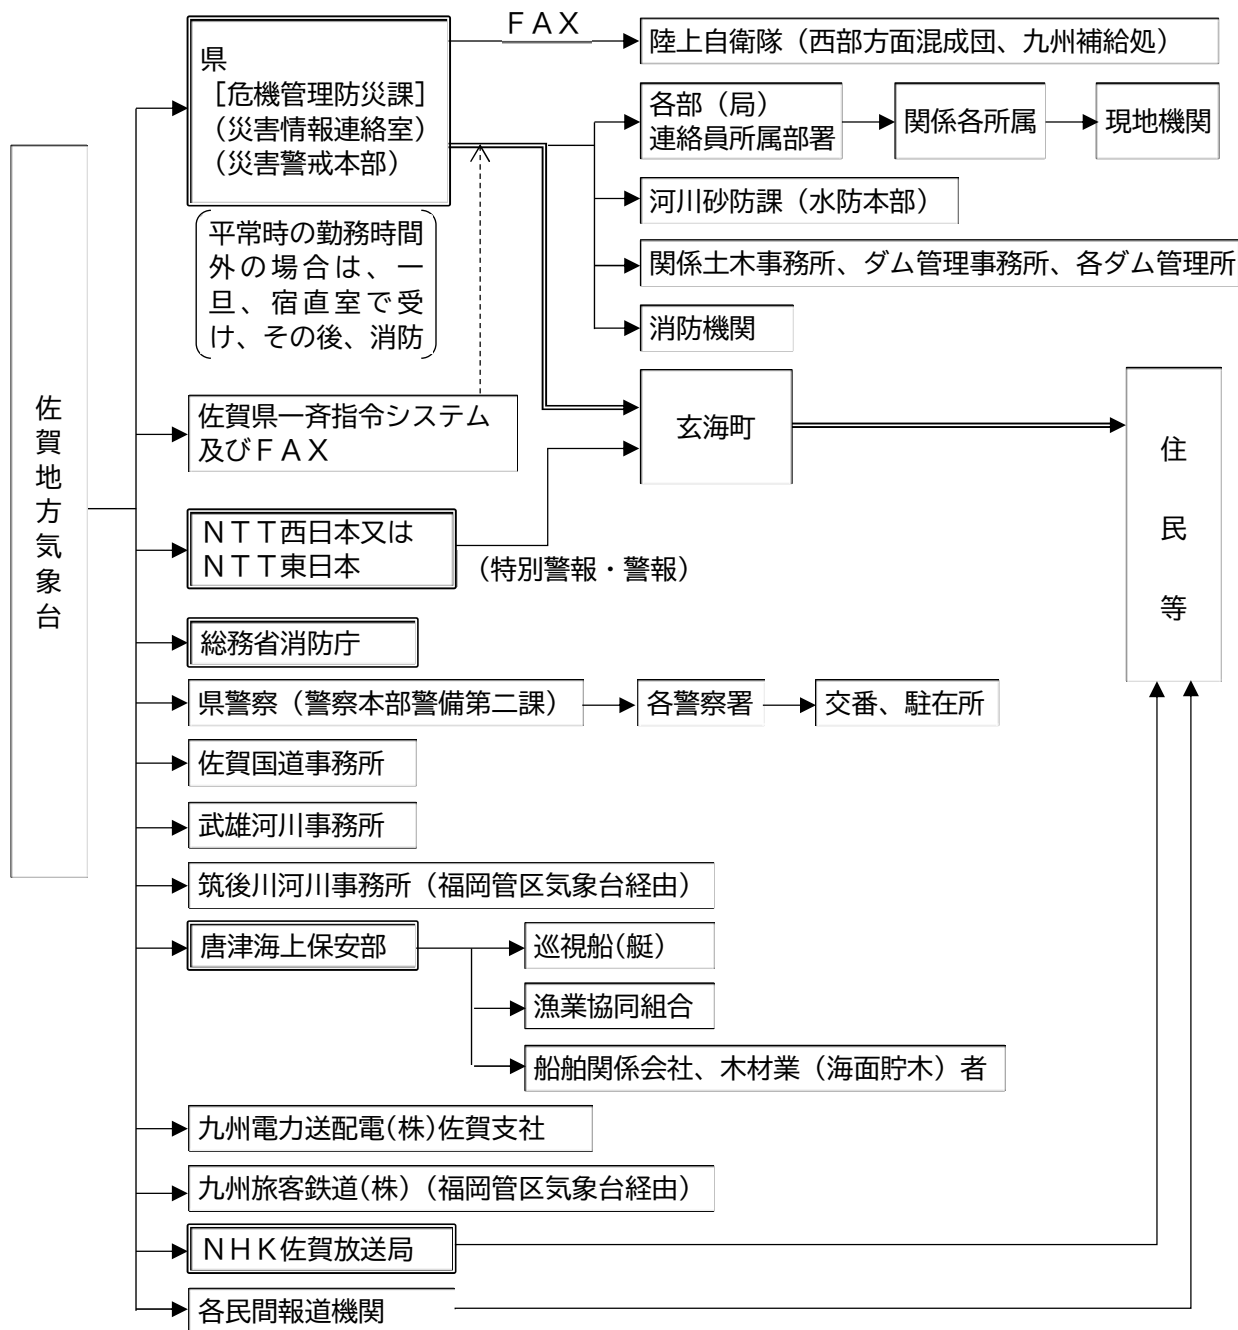 佐賀地方気象台
県
［危機管理防災課］
（災害情報連絡室）
（災害警戒本部）
平常時の勤務時間
外の場合は、一
旦、宿直室で受
け、その後、消防
ＦＡＸ
陸上自衛隊（西部方面混成団、九州補給処）
各部（局）
連絡員所属部署
関係各所属
現地機関
河川砂防課（水防本部）
関係土木事務所、ダム管理事務所、各ダム管理所
消防機関
佐賀県一斉指令システム
及びＦＡＸ
玄海町
住民等
ＮＴＴ西日本又は
ＮＴＴ東日本
（特別警報・警報）
総務省消防庁
県警察（警察本部警備第二課）
各警察署
交番、駐在所
佐賀国道事務所
武雄河川事務所
筑後川河川事務所（福岡管区気象台経由）
唐津海上保安部
巡視船(艇）
漁業協同組合
船舶関係会社、木材業（海面貯木）者
九州電力送配電(株)佐賀支社
九州旅客鉄道(株)（福岡管区気象台経由）
ＮＨＫ佐賀放送局
各民間報道機関